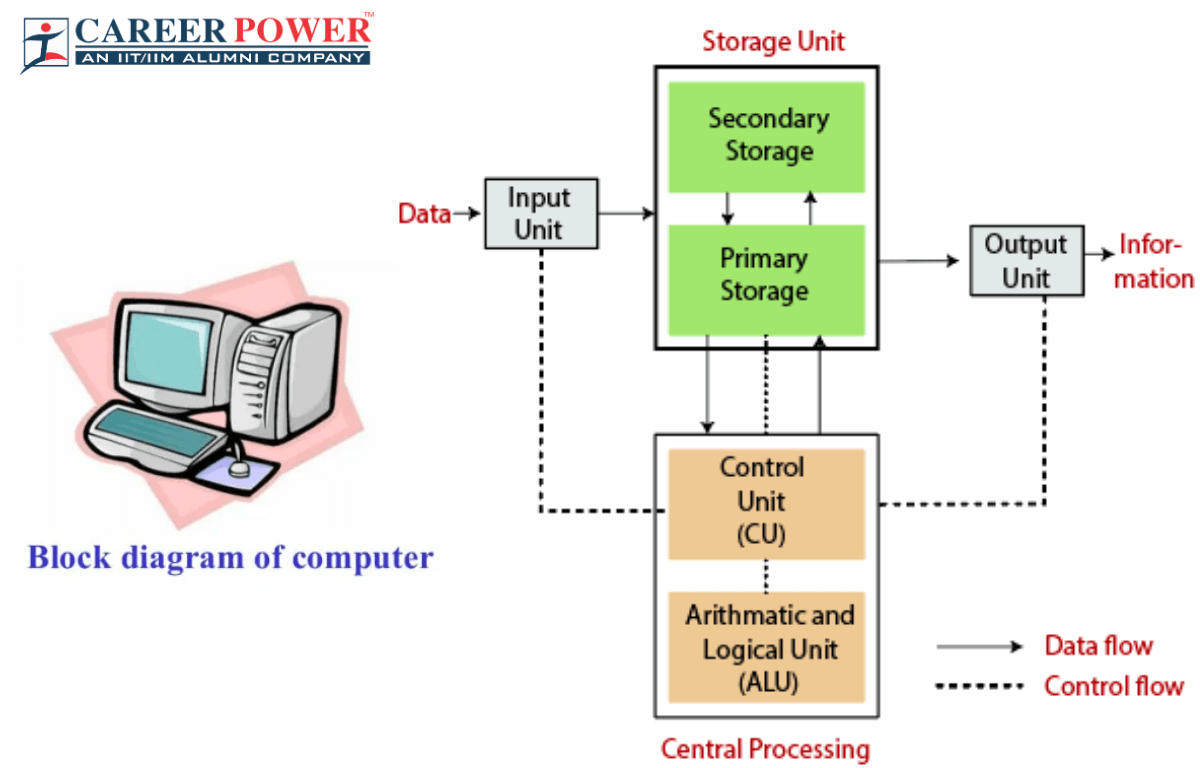 CAREER POWER™
AN IIT/IIM ALUMNI COMPANY
Storage Unit
Secondary
Storage
Data
Input
Unit
Primary
Storage
Output
Unit
Infor-
mation
Control
Unit
(CU)
Block diagram of computer
Arithmatic and
Logical Unit
(ALU)
Data flow
Control flow
Central Processing